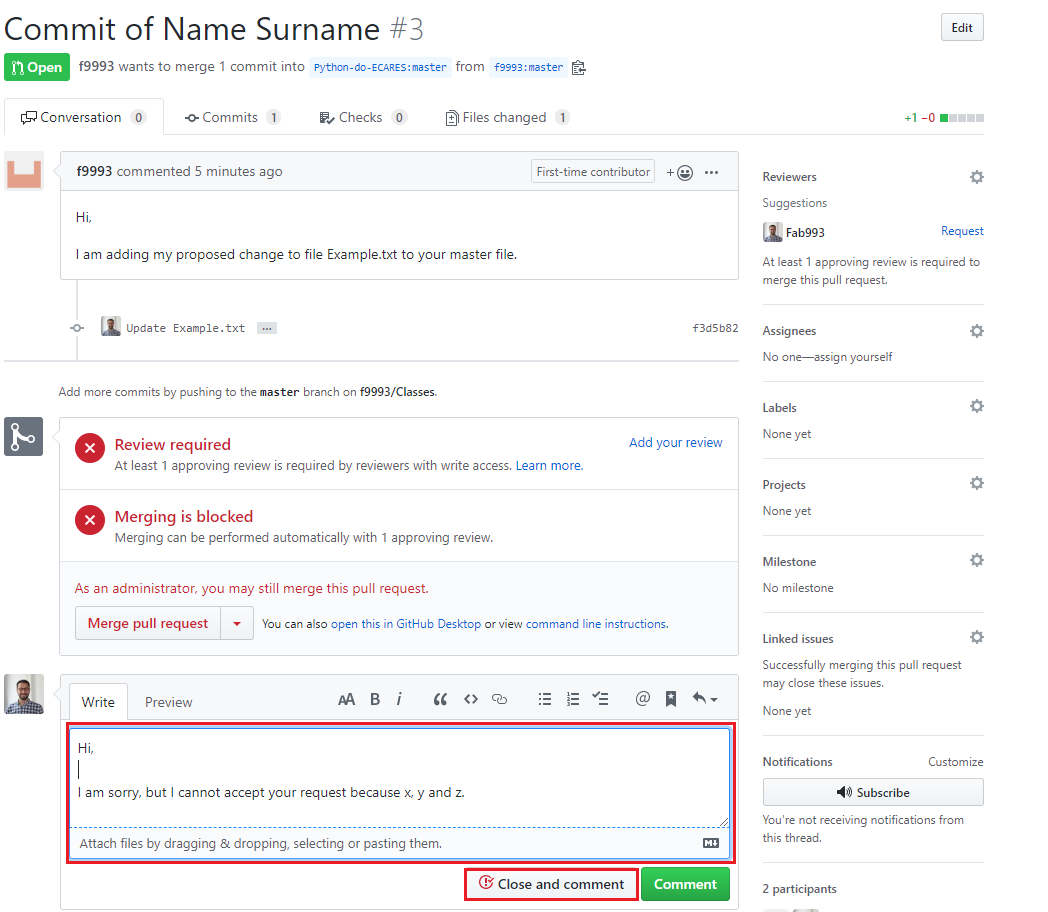 Commit of Name Surname #3
Edit
Open
f9993 wants to merge 1 commit into Python-do-ECARES:master from f9993:master
Conversation 0
Commits 1
Checks 0
Files changed 1
+1 −0
f9993 commented 5 minutes ago
First-time contributor
Hi,
I am adding my proposed change to file Example.txt to your master file.
Update Example.txt ...
f3d5b82
Add more commits by pushing to the master branch on f9993/Classes.
Review required
At least 1 approving review is required by reviewers with write access. Learn more.
Add your review
Merging is blocked
Merging can be performed automatically with 1 approving review.
As an administrator, you may still merge this pull request.
Merge pull request
You can also open this in GitHub Desktop or view command line instructions.
Write
Preview
Hi,
I am sorry, but I cannot accept your request because x, y and z.
Attach files by dragging & dropping, selecting or pasting them.
Close and comment
Comment
Reviewers
Suggestions
Fab993
Request
At least 1 approving review is required to
merge this pull request.
Assignees
No one—assign yourself
Labels
None yet
Projects
None yet
Milestone
No milestone
Linked issues
Successfully merging this pull request
may close these issues.
None yet
Notifications
Customize
Subscribe
You're not receiving notifications from
this thread.
2 participants